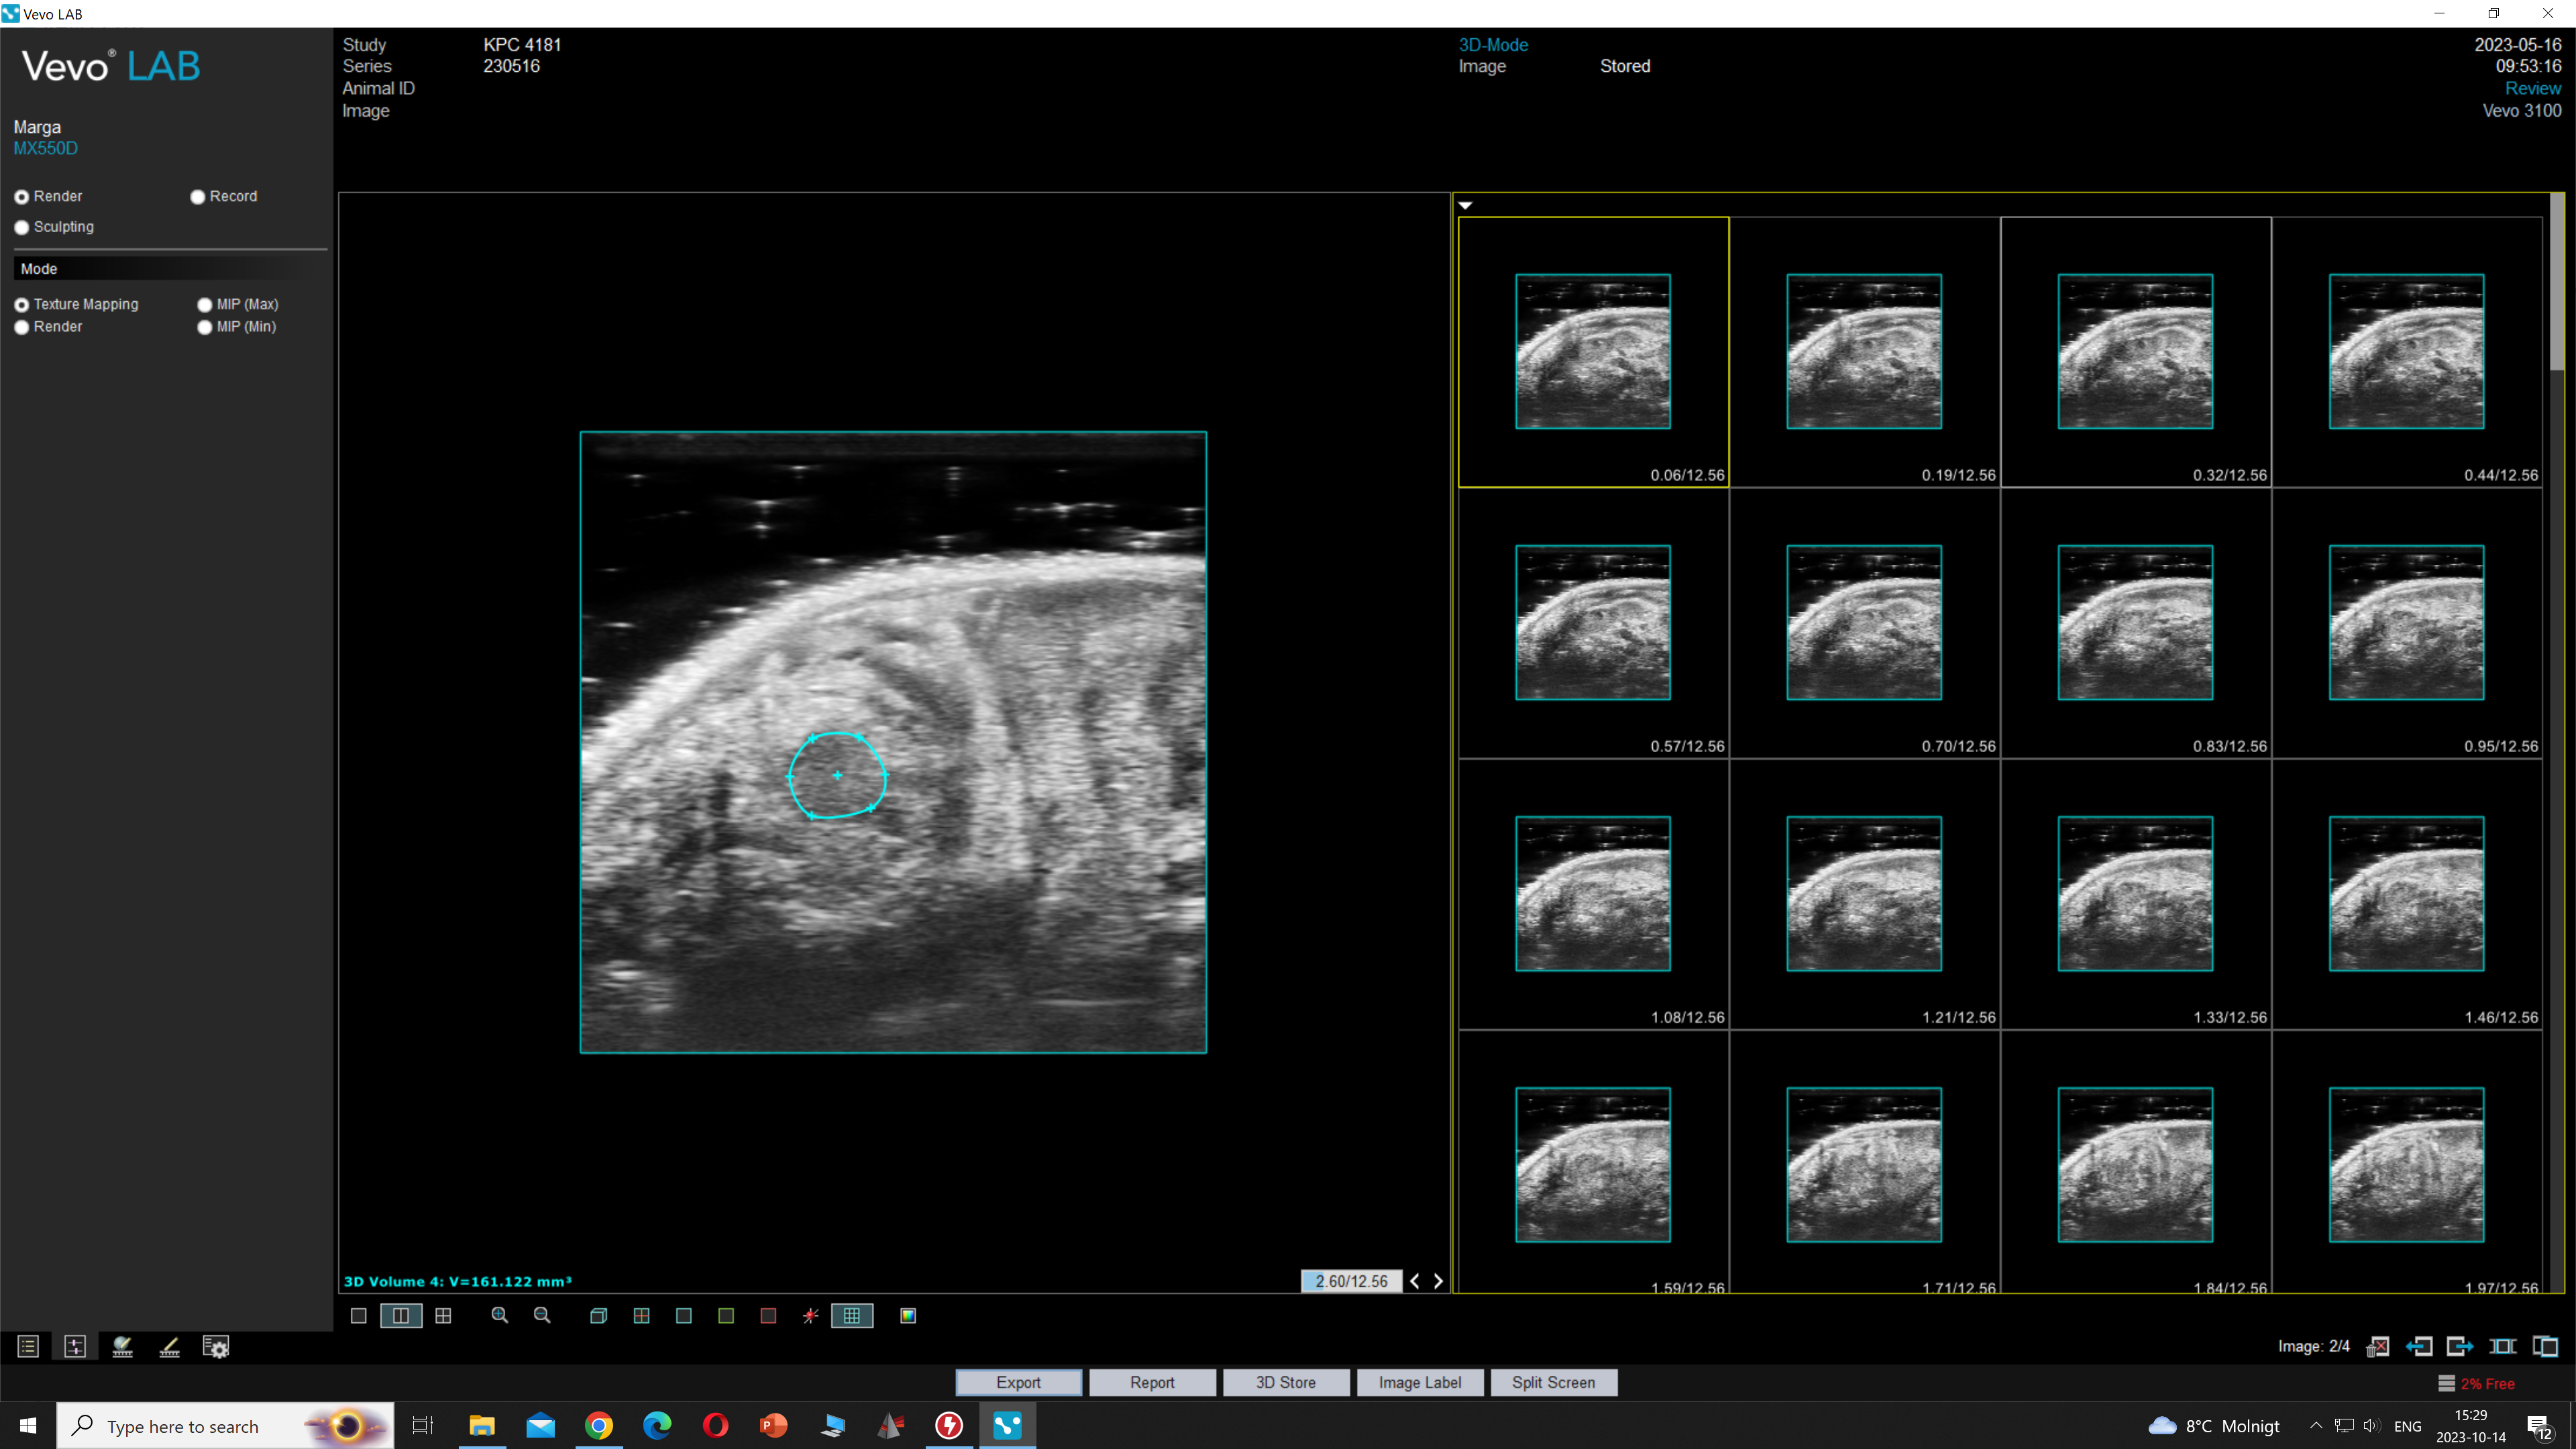 Vevo LAB
Vevo® LAB
Marga
MX550D
Render
Record
Sculpting
Mode
Texture Mapping
MIP (Max)
Render
MIP (Min)
Study KPC 4181
Series 230516
Animal ID
Image
3D-Mode
Image Stored
2023-05-16
09:53:16
Review
Vevo 3100
0.06/12.56 0.19/12.56 0.32/12.56 0.44/12.56
0.57/12.56 0.70/12.56 0.83/12.56 0.95/12.56
1.08/12.56 1.21/12.56 1.33/12.56 1.46/12.56
1.59/12.56 1.71/12.56 1.84/12.56 1.97/12.56
3D Volume 4: V=161.122 mm³
2.60/12.56
Image: 2/4
Export Report 3D Store Image Label Split Screen
2% Free
Type here to search
P
8°C Molnigt
ENG
15:29
2023-10-14
12